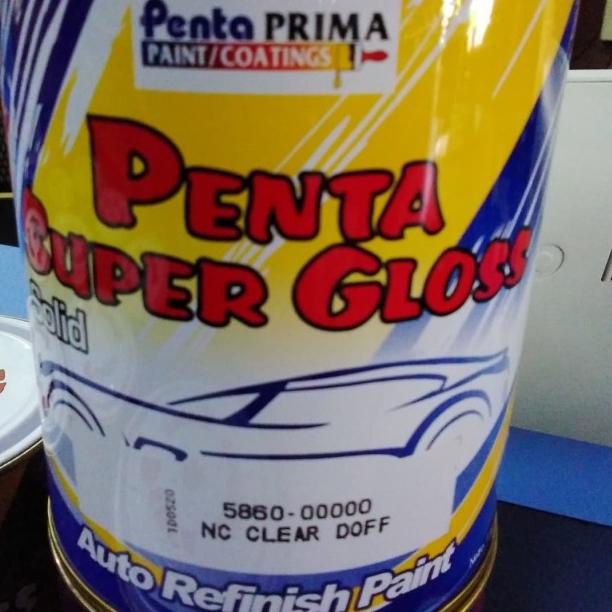 Penta PRIMA
PAINT/COATINGS
PENTA
SUPER GLOSS
Solid
5860-00000
NC CLEAR DOFF
100520
Auto Refinish Paint